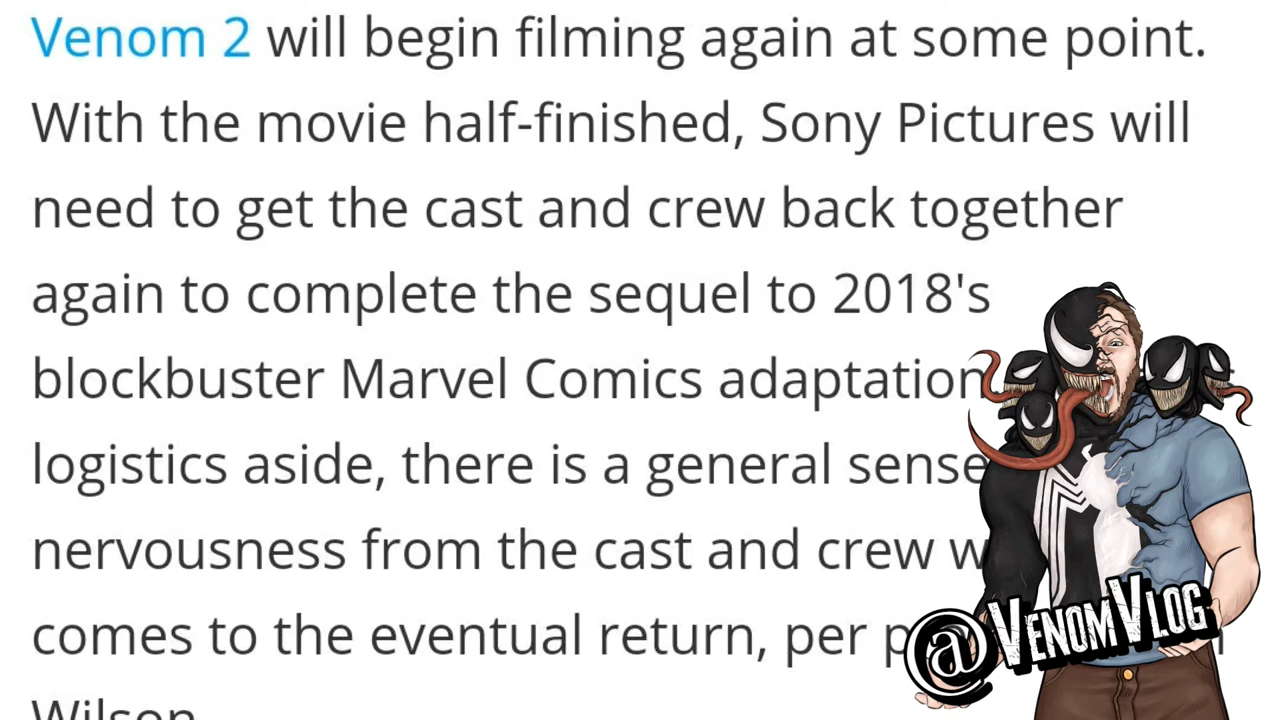 Venom 2 will begin filming again at some point.
With the movie half-finished, Sony Pictures will
need to get the cast and crew back together
again to complete the sequel to 2018's
blockbuster Marvel Comics adaptation
logistics aside, there is a general sense
nervousness from the cast and crew
comes to the eventual return, per
Wilson
@VENOMVLOG